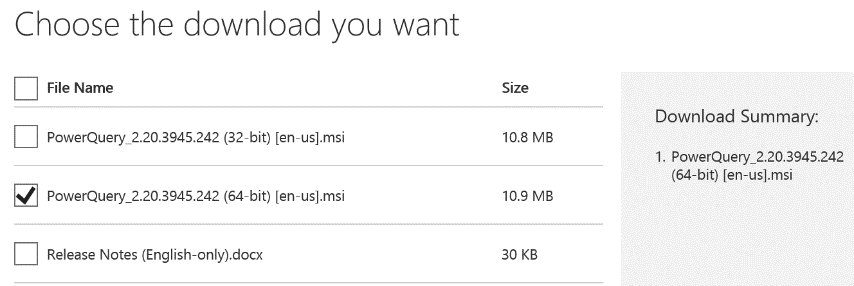 Choose the download you want
File Name Size
PowerQuery_2.20.3945.242 (32-bit) [en-us].msi 10.8 MB
PowerQuery_2.20.3945.242 (64-bit) [en-us].msi 10.9 MB
Release Notes (English-only).docx 30 KB
Download Summary:
1. PowerQuery_2.20.3945.242
(64-bit) [en-us].msi